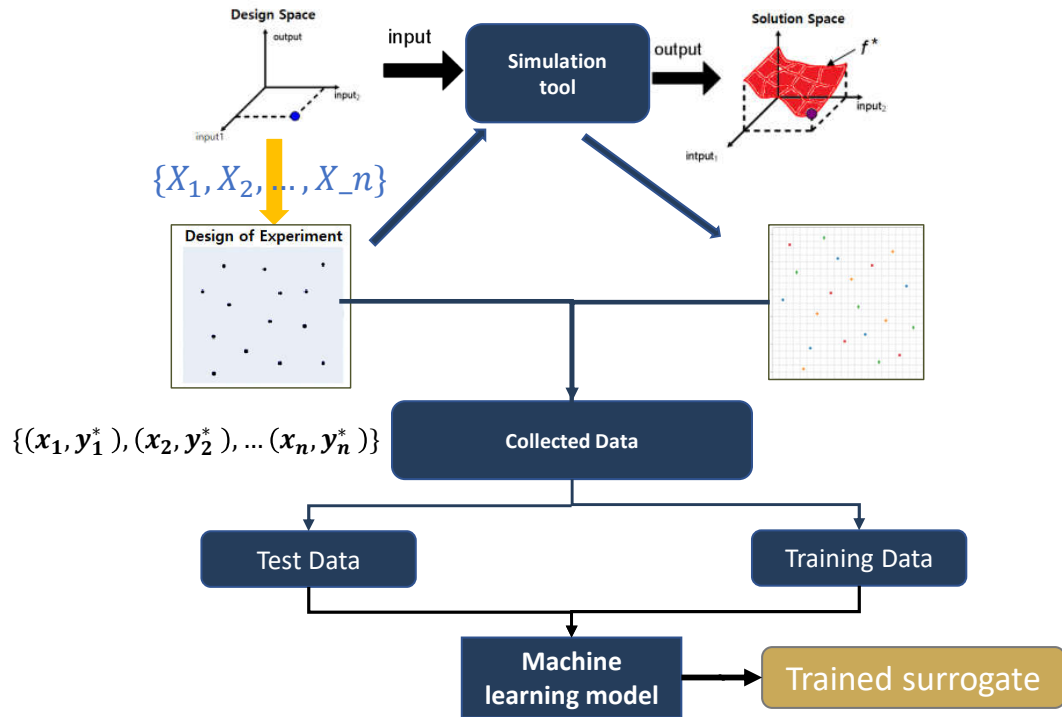 Design Space
output
input₂
input1
input
Simulation
tool
output
Solution Space
f*
input₂
intput₁
{X₁, X₂, … , X_n}
Design of Experiment
{(x₁, y₁*), (x₂, y₂*), … (xₙ, yₙ*)}
Collected Data
Test Data
Training Data
Machine
learning model
Trained surrogate